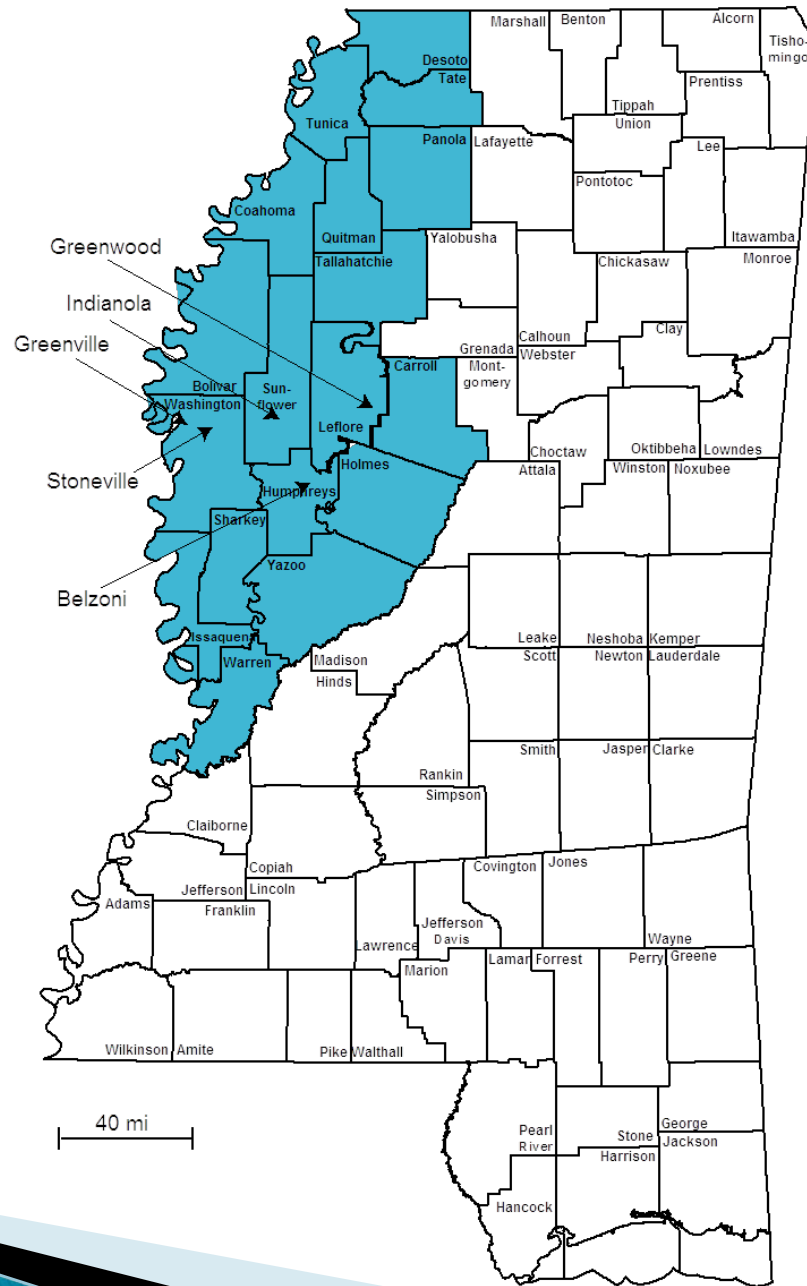 Marshall
Benton
Alcorn
Tisho-
mingo
Desoto
Tate
Prentiss
Tippah
Tunica
Union
Panola
Lafayette
Lee
Pontotoc
Coahoma
Quitman
Itawamba
Greenwood
Yalobusha
Tallahatchie
Chickasaw
Monroe
Indianola
Calhoun
Clay
Greenville
Grenada
Webster
Bolivar
Carroll
Mont-
gomery
Washington
Sun-
flower
Leflore
Choctaw
Oktibbeha
Lowndes
Stoneville
Holmes
Attala
Winston
Noxubee
Humphreys
Sharkey
Yazoo
Belzoni
Issaquena
Leake
Neshoba
Kemper
Warren
Madison
Scott
Newton
Lauderdale
Hinds
Smith
Jasper
Clarke
Rankin
Simpson
Claiborne
Copiah
Covington
Jones
Jefferson
Lincoln
Adams
Franklin
Jefferson
Davis
Lawrence
Wayne
Marion
Lamar
Forrest
Perry
Greene
Wilkinson
Amite
Pike
Walthall
40 mi
Pearl
River
Stone
George
Harrison
Jackson
Hancock